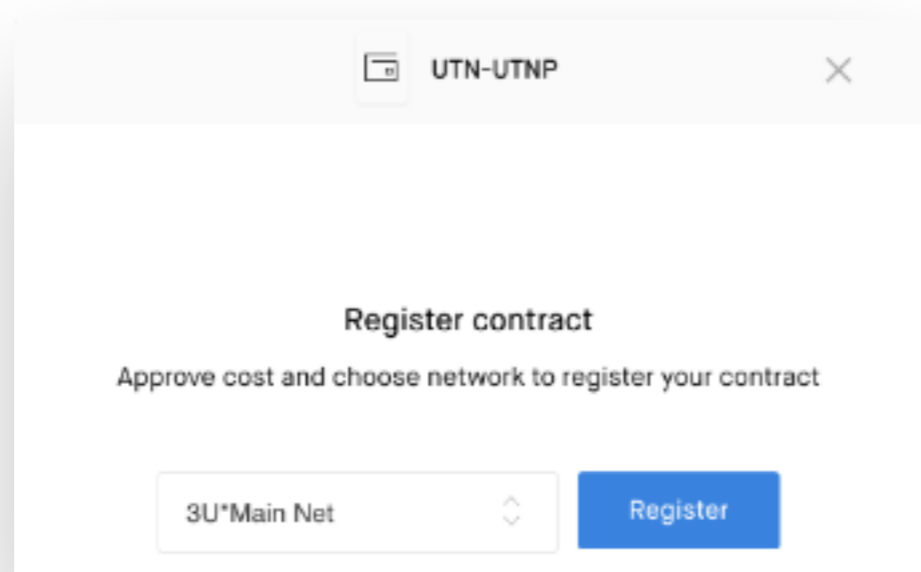 UTN-UTNP
Register contract
Approve cost and choose network to register your contract
3U*Main Net
Register